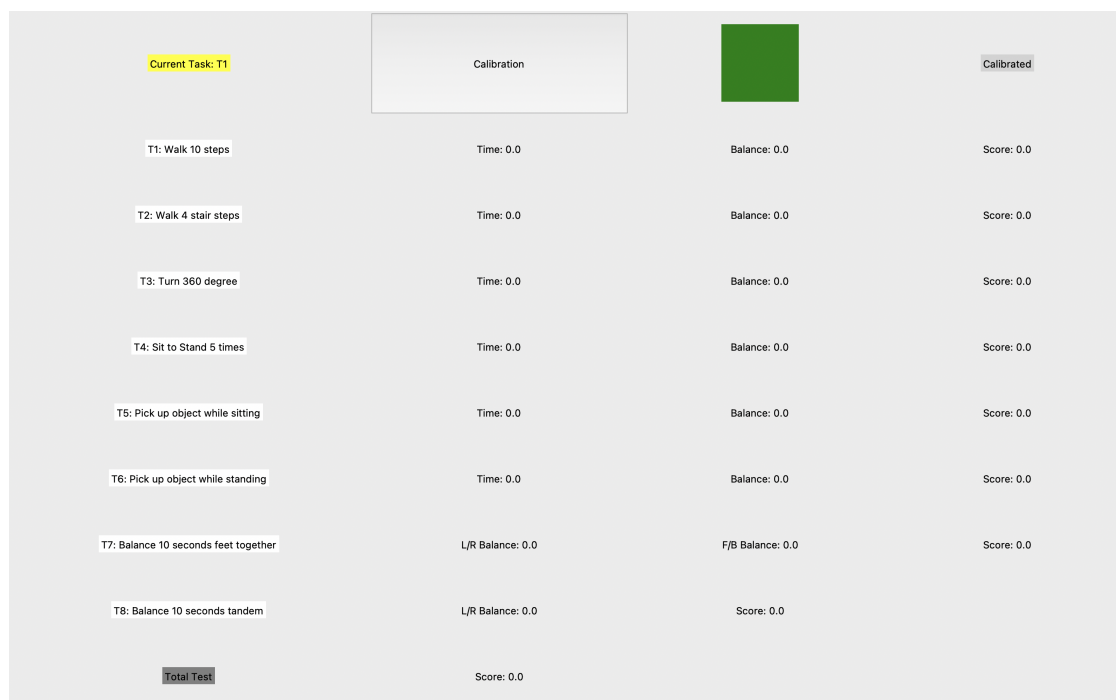 Current Task: T1 Calibration Calibrated
T1: Walk 10 steps Time: 0.0 Balance: 0.0 Score: 0.0
T2: Walk 4 stair steps Time: 0.0 Balance: 0.0 Score: 0.0
T3: Turn 360 degree Time: 0.0 Balance: 0.0 Score: 0.0
T4: Sit to Stand 5 times Time: 0.0 Balance: 0.0 Score: 0.0
T5: Pick up object while sitting Time: 0.0 Balance: 0.0 Score: 0.0
T6: Pick up object while standing Time: 0.0 Balance: 0.0 Score: 0.0
T7: Balance 10 seconds feet together L/R Balance: 0.0 F/B Balance: 0.0 Score: 0.0
T8: Balance 10 seconds tandem L/R Balance: 0.0 Score: 0.0
Total Test Score: 0.0